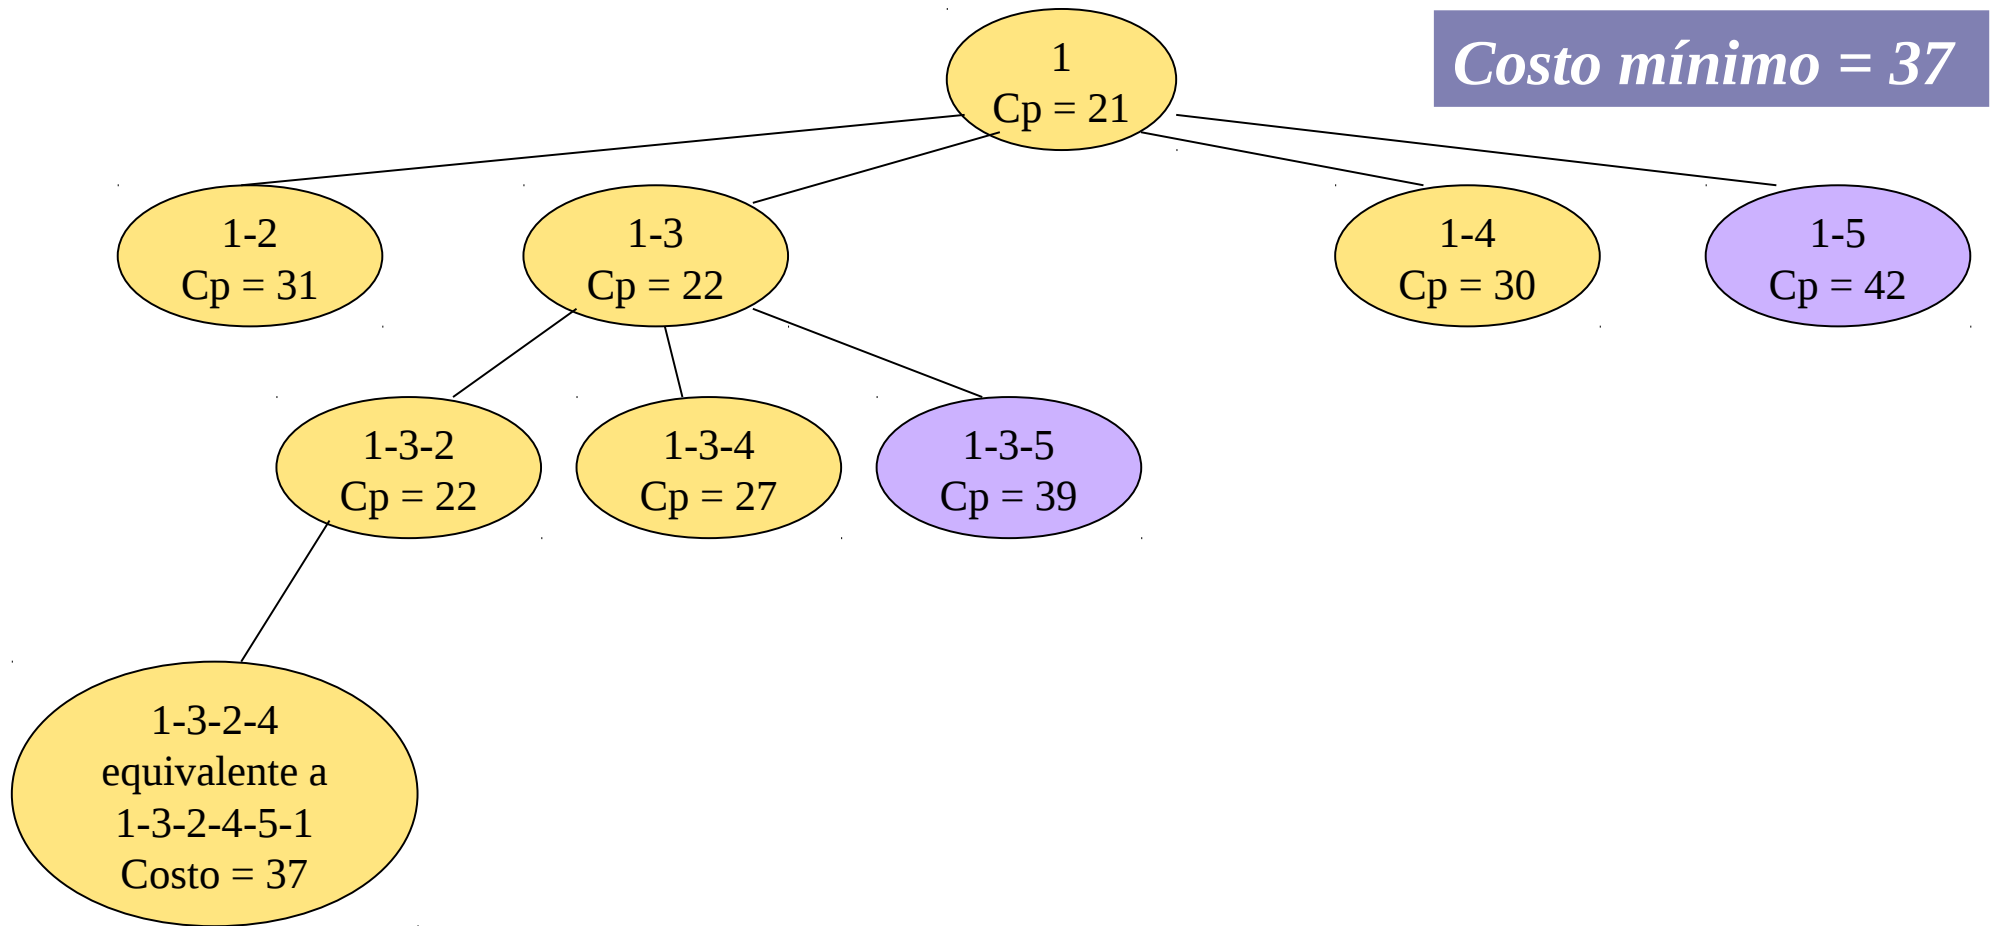 Costo mínimo = 37
1
Cp = 21
1-2
Cp = 31
1-3
Cp = 22
1-4
Cp = 30
1-5
Cp = 42
1-3-2
Cp = 22
1-3-4
Cp = 27
1-3-5
Cp = 39
1-3-2-4
equivalente a
1-3-2-4-5-1
Costo = 37